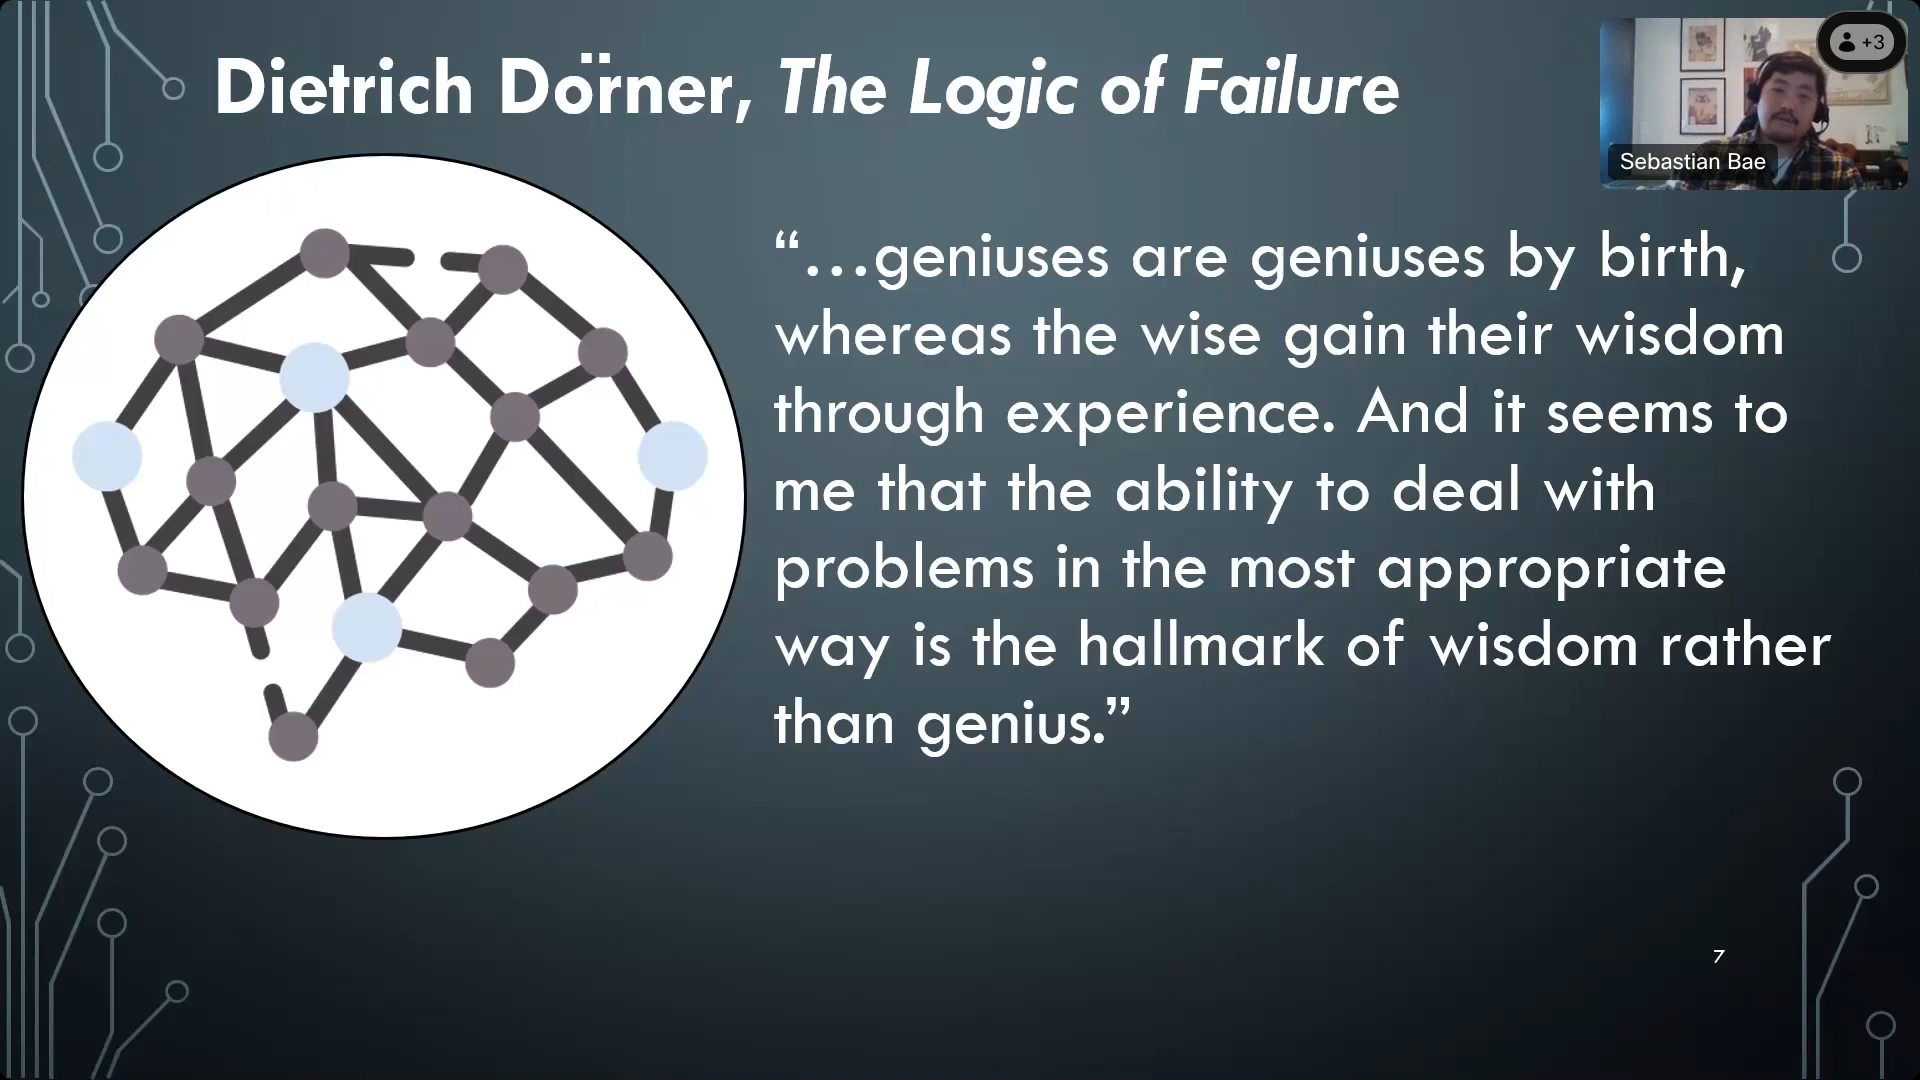 Dietrich Dörner, The Logic of Failure
+3
Sebastian Bae
“…geniuses are geniuses by birth,
whereas the wise gain their wisdom
through experience. And it seems to
me that the ability to deal with
problems in the most appropriate
way is the hallmark of wisdom rather
than genius.”
7